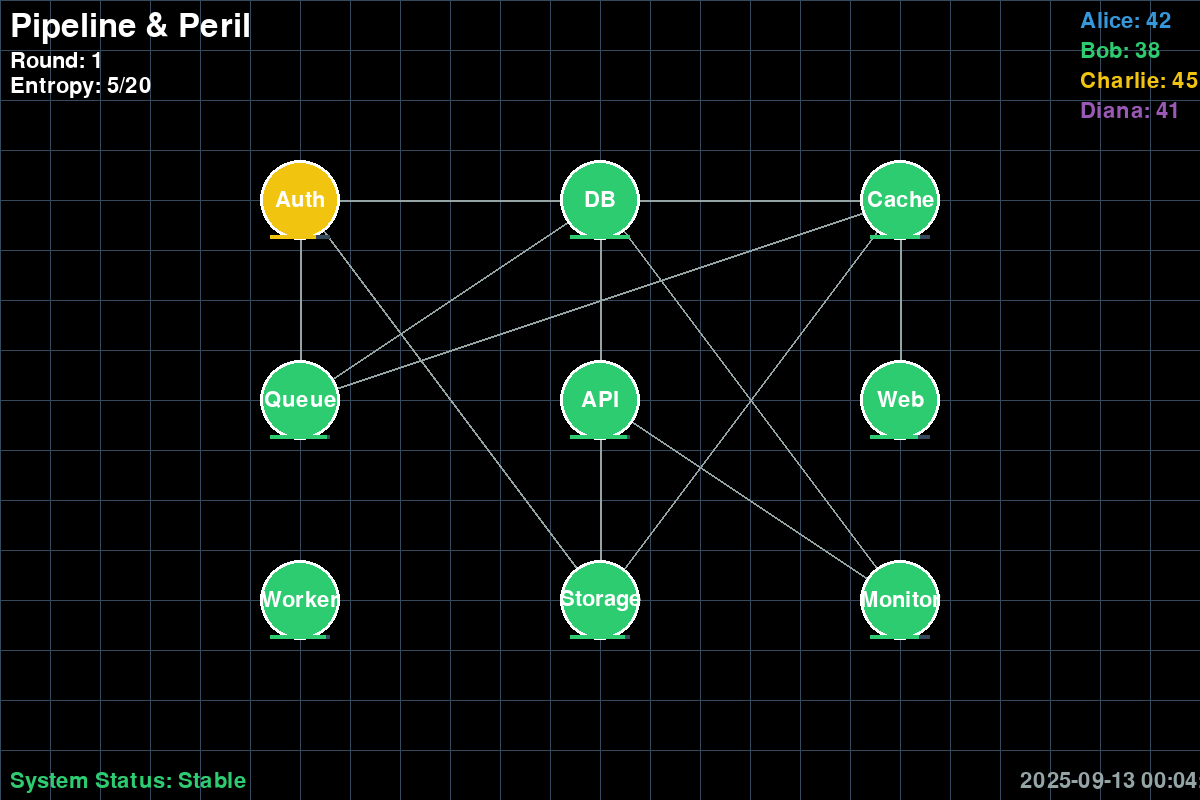 Pipeline & Peril
Round: 1
Entropy: 5/20
Alice: 42
Bob: 38
Charlie: 45
Diana: 41
Auth
DB
Cache
Queue
API
Web
Worker
Storage
Monitor
System Status: Stable
2025-09-13 00:04: